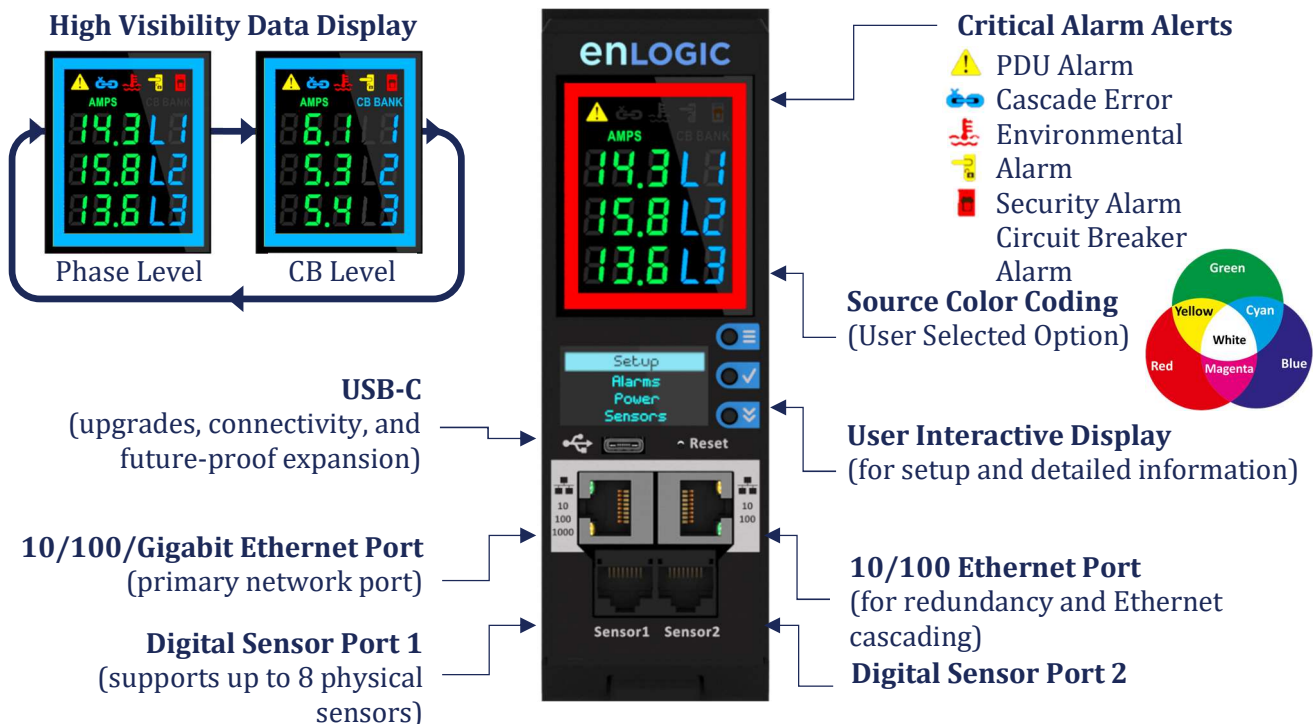 High Visibility Data Display
AMPS CB BANK
14.3 L1
15.8 L2
13.6 L3
Phase Level
AMPS CB BANK
6.1 1
5.3 2
5.4 3
CB Level
enLOGIC
AMPS CB BANK
14.3 L1
15.8 L2
13.6 L3
Setup
Alarms
Power
Sensors
Reset
10
100
1000
10
100
Sensor1 Sensor2
Critical Alarm Alerts
PDU Alarm
Cascade Error
Environmental
Alarm
Security Alarm
Circuit Breaker
Alarm
Source Color Coding
(User Selected Option)
Green
Yellow
Cyan
White
Red
Magenta
Blue
User Interactive Display
(for setup and detailed information)
USB-C
(upgrades, connectivity, and
future-proof expansion)
10/100/Gigabit Ethernet Port
(primary network port)
10/100 Ethernet Port
(for redundancy and Ethernet
cascading)
Digital Sensor Port 1
(supports up to 8 physical
sensors)
Digital Sensor Port 2